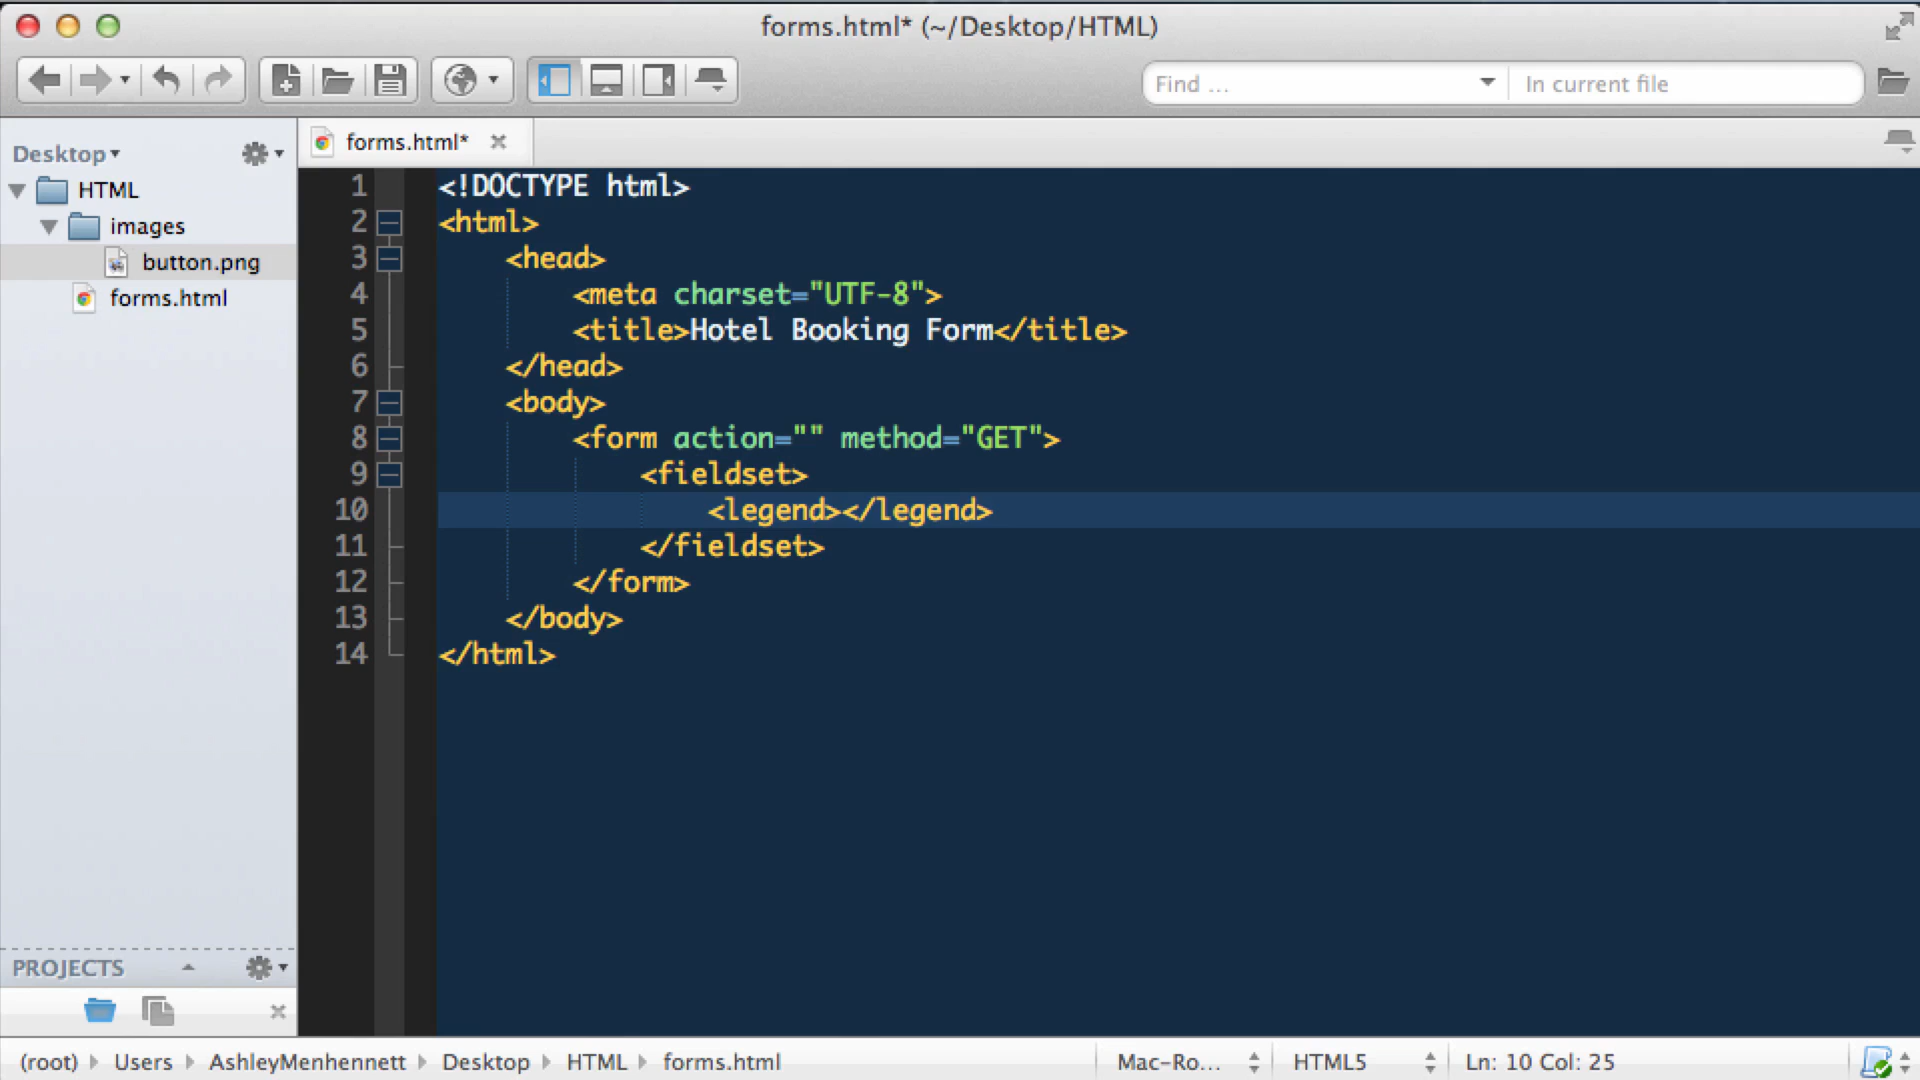 forms.html* (~/Desktop/HTML)
Find ...
In current file
Desktop
HTML
images
button.png
forms.html
forms.html*
1 <!DOCTYPE html>
2 <html>
3 <head>
4 <meta charset="UTF-8">
5 <title>Hotel Booking Form</title>
6 </head>
7 <body>
8 <form action="" method="GET">
9 <fieldset>
10 <legend></legend>
11 </fieldset>
12 </form>
13 </body>
14 </html>
PROJECTS
(root) Users AshleyMenhennett Desktop HTML forms.html Mac-Ro... HTML5 Ln: 10 Col: 25